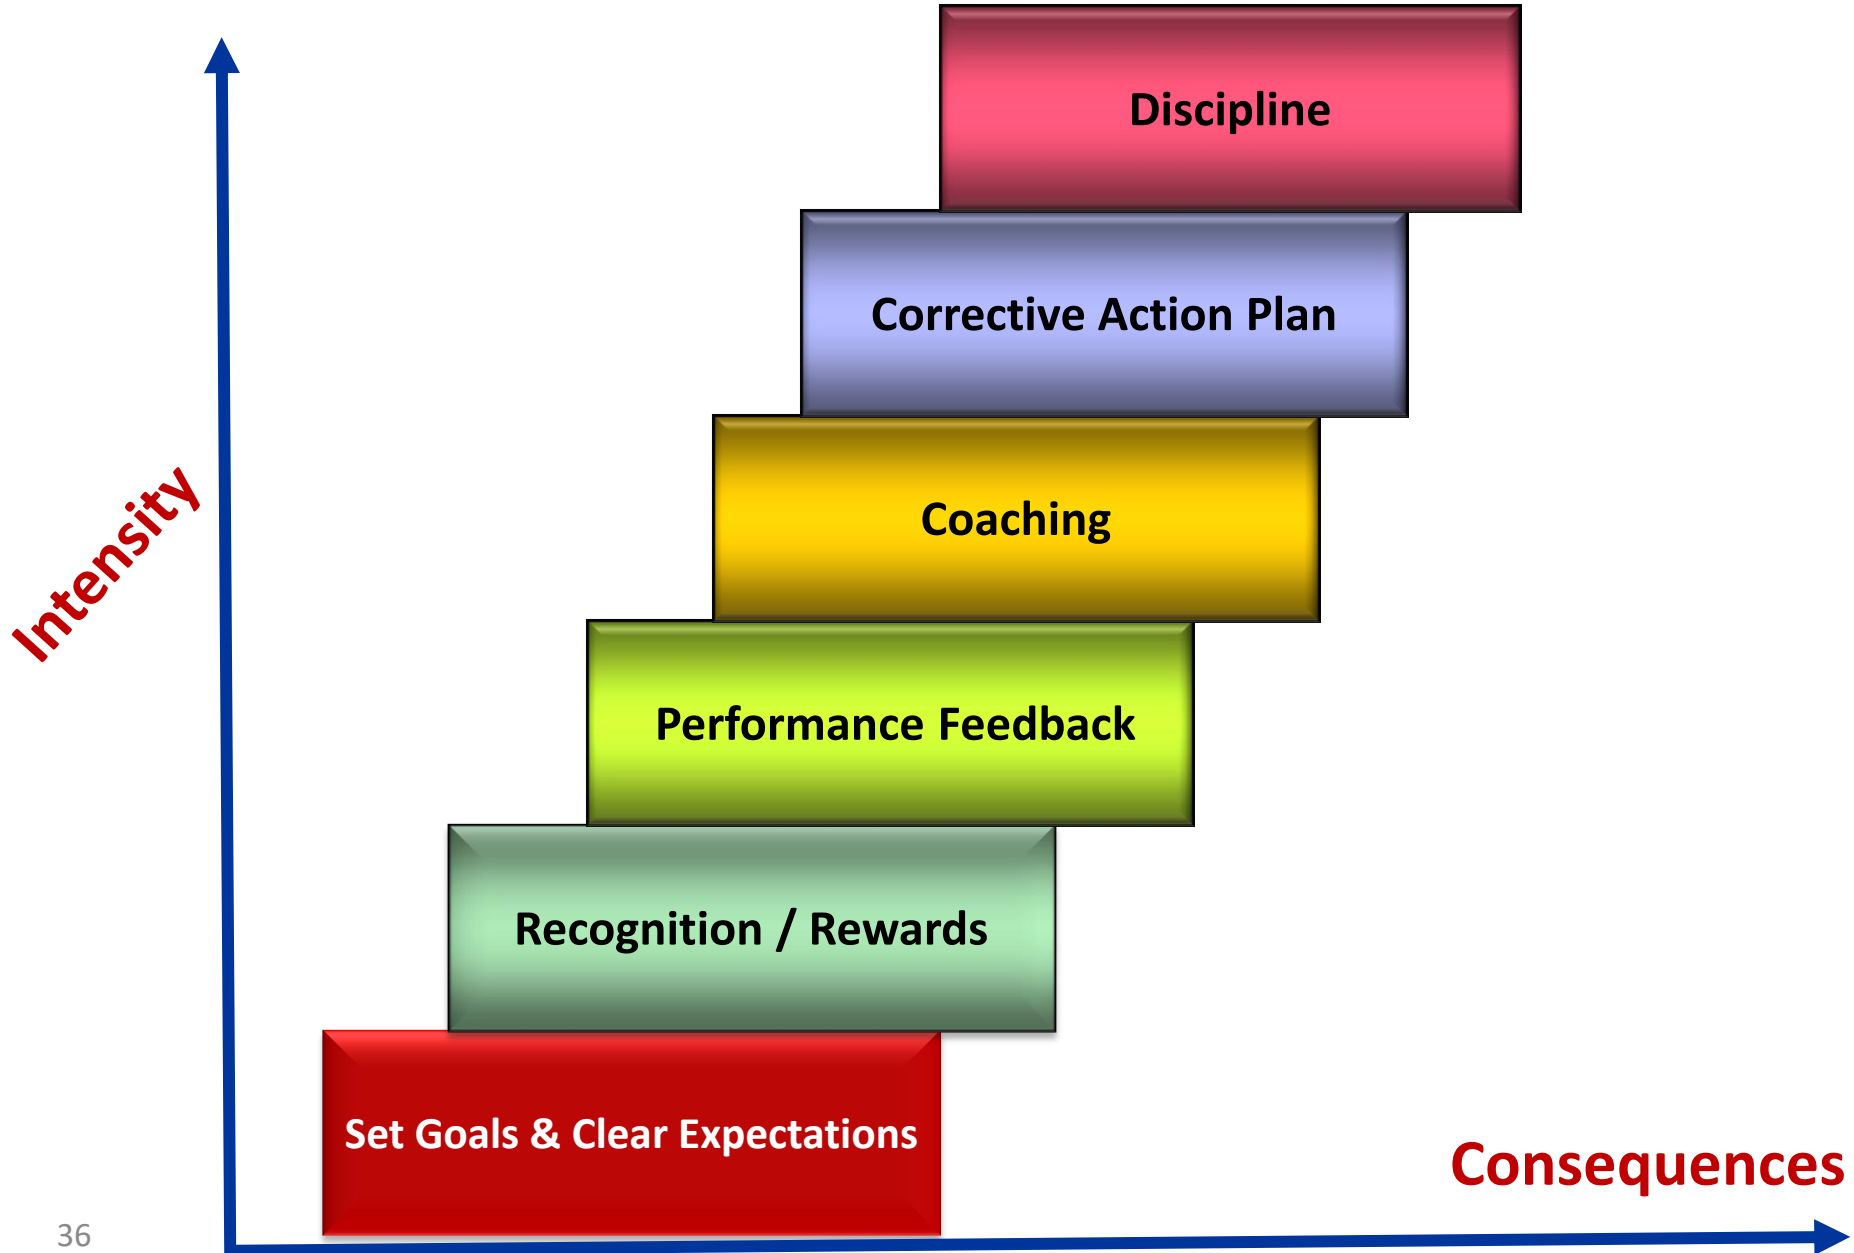 Discipline
Corrective Action Plan
Coaching
Intensity
Performance Feedback
Recognition / Rewards
Set Goals & Clear Expectations
Consequences
36